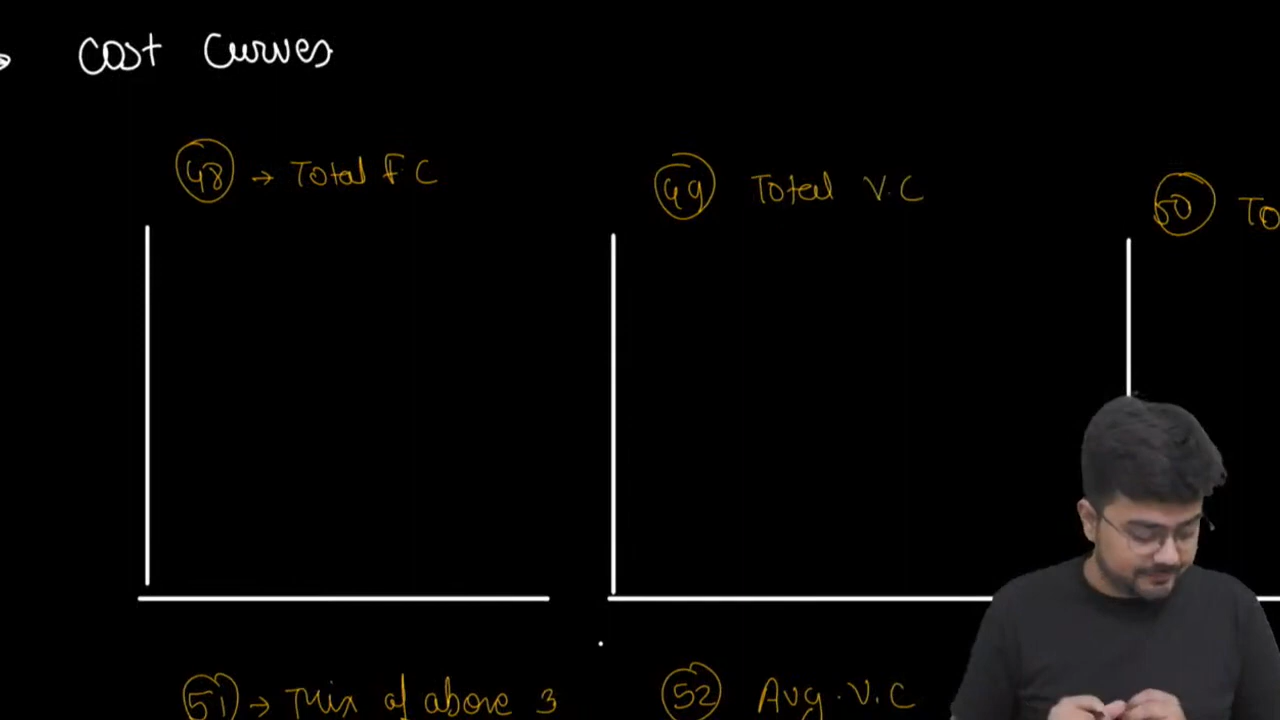 Cost Curves
48 → Total F.C
49 Total V.C
50 To
51 → Mix of above 3
52 Avg. V.C